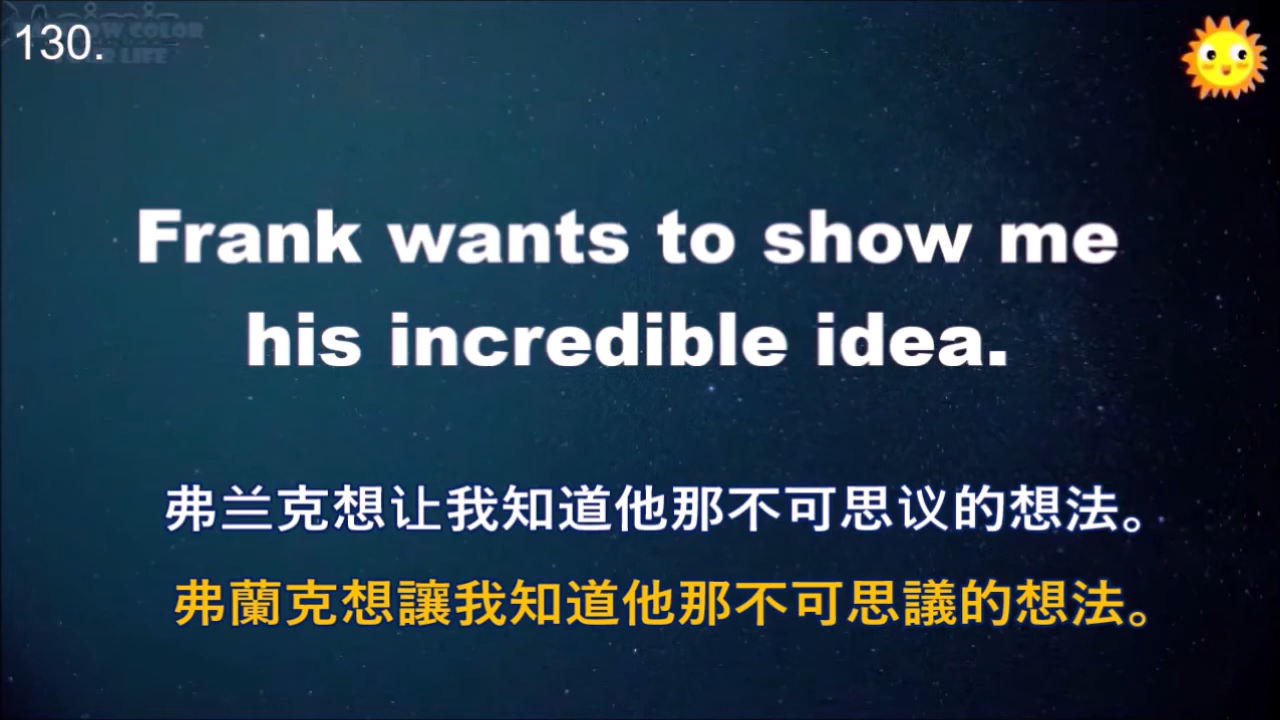 130.
Frank wants to show me
his incredible idea.
弗兰克想让我知道他那不可思议的想法。
弗蘭克想讓我知道他那不可思議的想法。